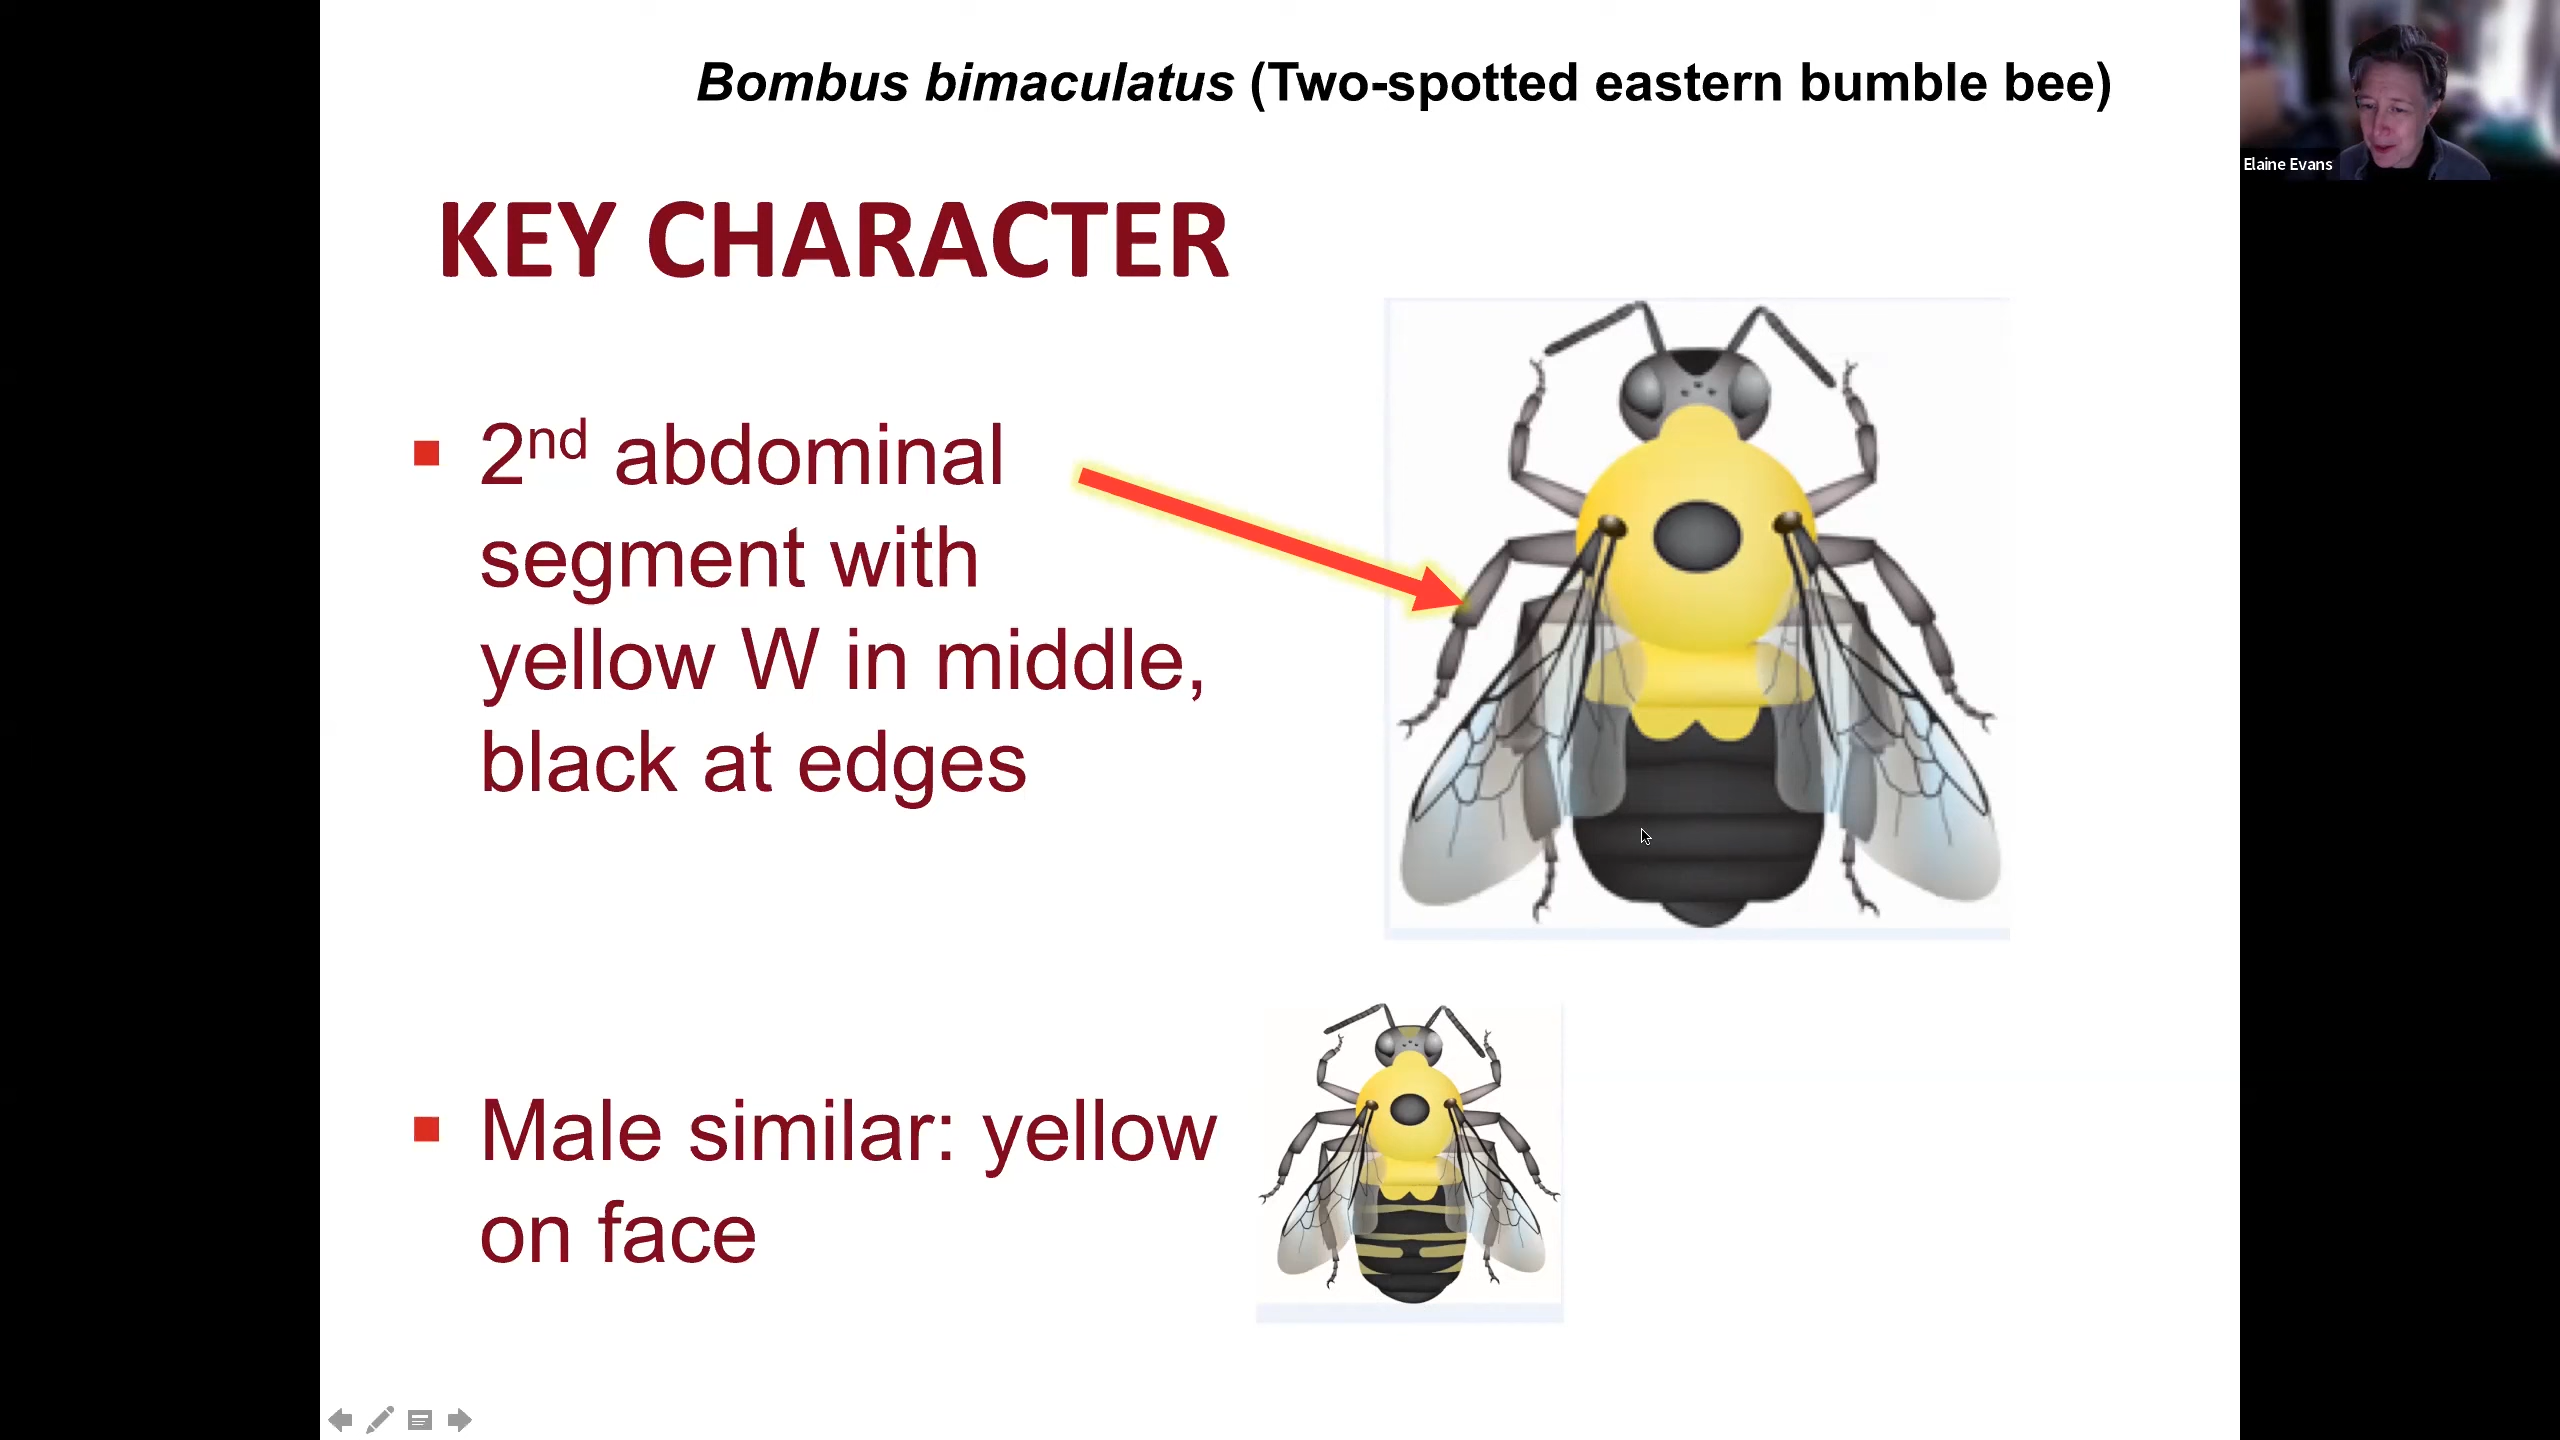 Bombus bimaculatus (Two-spotted eastern bumble bee)
Elaine Evans
KEY CHARACTER
2nd abdominal
segment with
yellow W in middle,
black at edges
Male similar: yellow
on face